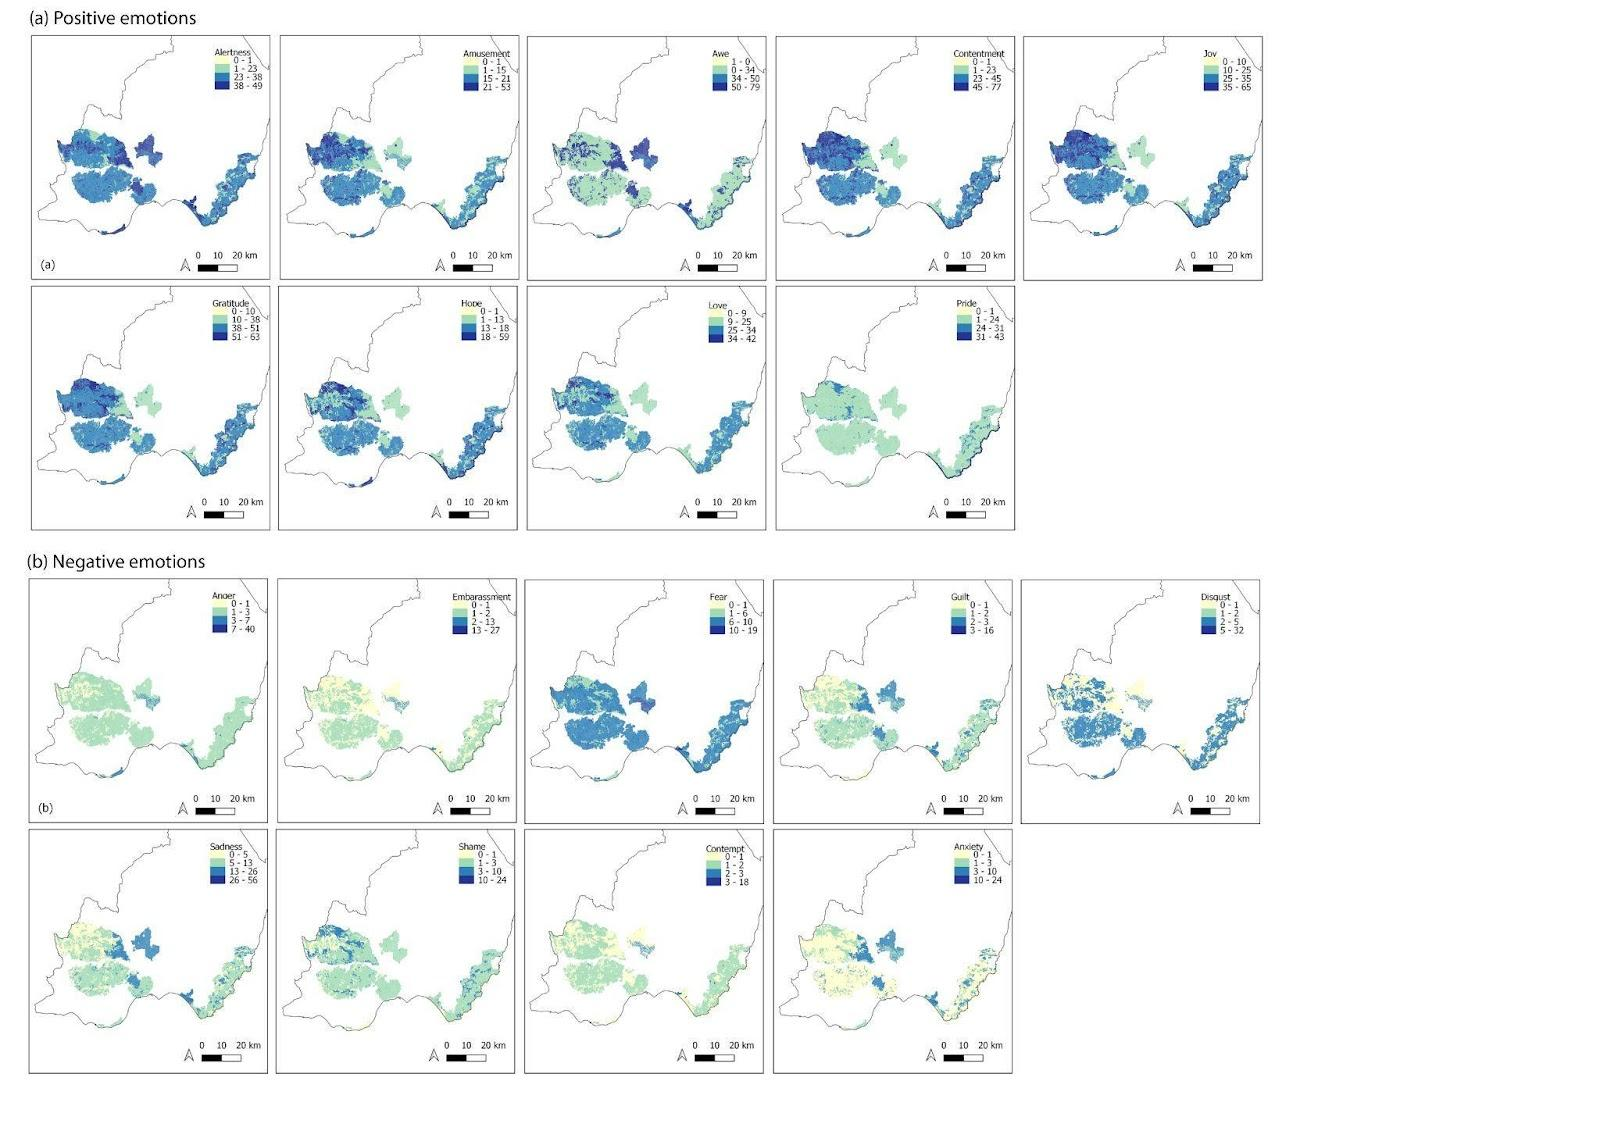 (a) Positive emotions
Alertness
0 - 1
1 - 23
23 - 38
38 - 49
0 10 20 km
(a)
Amusement
0 - 1
1 - 15
15 - 21
21 - 53
0 10 20 km
Awe
1 - 0
0 - 34
34 - 50
50 - 79
0 10 20 km
Contentment
0 - 1
1 - 23
23 - 45
45 - 77
0 10 20 km
Joy
0 - 10
10 - 25
25 - 35
35 - 65
0 10 20 km
Gratitude
0 - 10
10 - 38
38 - 51
51 - 63
0 10 20 km
Hope
0 - 1
1 - 13
13 - 18
18 - 59
0 10 20 km
Love
0 - 9
9 - 25
25 - 34
34 - 42
0 10 20 km
Pride
0 - 1
1 - 24
24 - 31
31 - 43
0 10 20 km
(b) Negative emotions
Anger
0 - 1
1 - 3
3 - 7
7 - 40
0 10 20 km
(b)
Embarassment
0 - 1
1 - 2
2 - 13
13 - 27
0 10 20 km
Fear
0 - 1
1 - 6
6 - 10
10 - 19
0 10 20 km
Guilt
0 - 1
1 - 2
2 - 3
3 - 16
0 10 20 km
Disgust
0 - 1
1 - 2
2 - 5
5 - 32
0 10 20 km
Sadness
0 - 5
5 - 13
13 - 26
26 - 56
0 10 20 km
Shame
0 - 1
1 - 3
3 - 10
10 - 24
0 10 20 km
Contempt
0 - 1
1 - 2
2 - 3
3 - 18
0 10 20 km
Anxiety
0 - 1
1 - 3
3 - 10
10 - 24
0 10 20 km